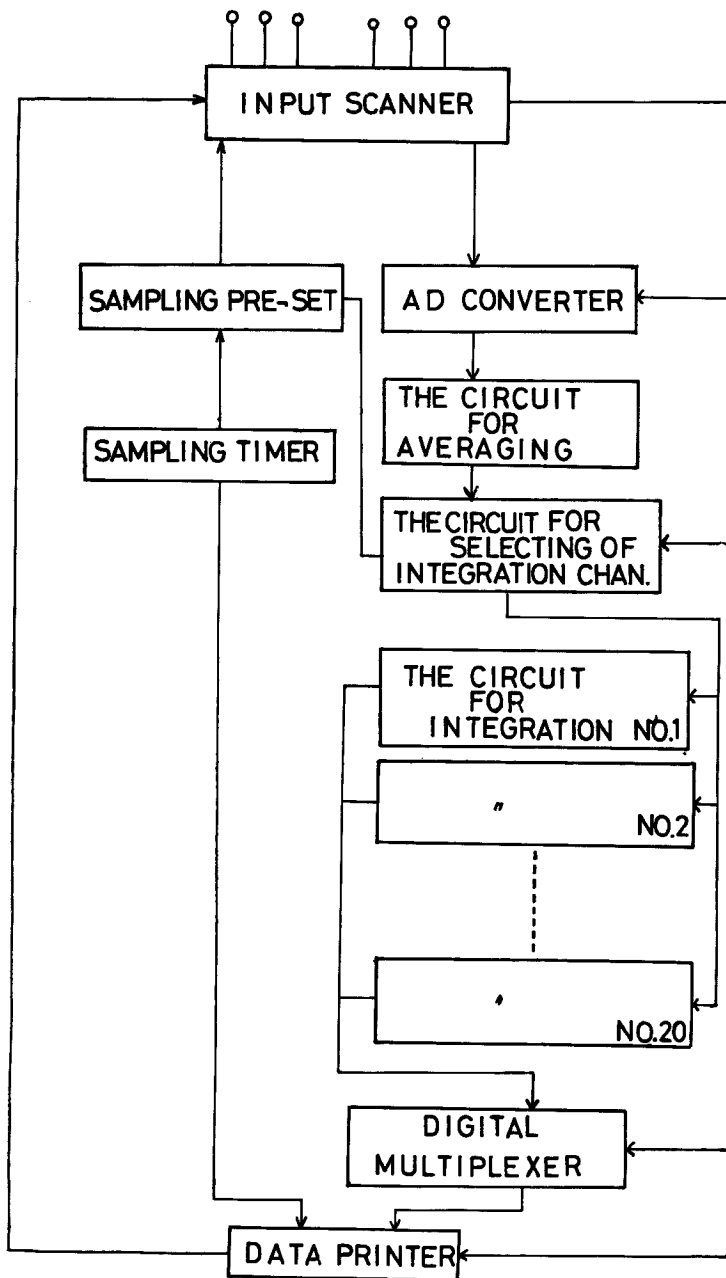 INPUT SCANNER
SAMPLING PRE-SET
AD CONVERTER
THE CIRCUIT
FOR
AVERAGING
SAMPLING TIMER
THE CIRCUIT FOR
SELECTING OF
INTEGRATION CHAN.
THE CIRCUIT
FOR
INTEGRATION NO.1
〃
NO.2
〃
NO.20
DIGITAL
MULTIPLEXER
DATA PRINTER